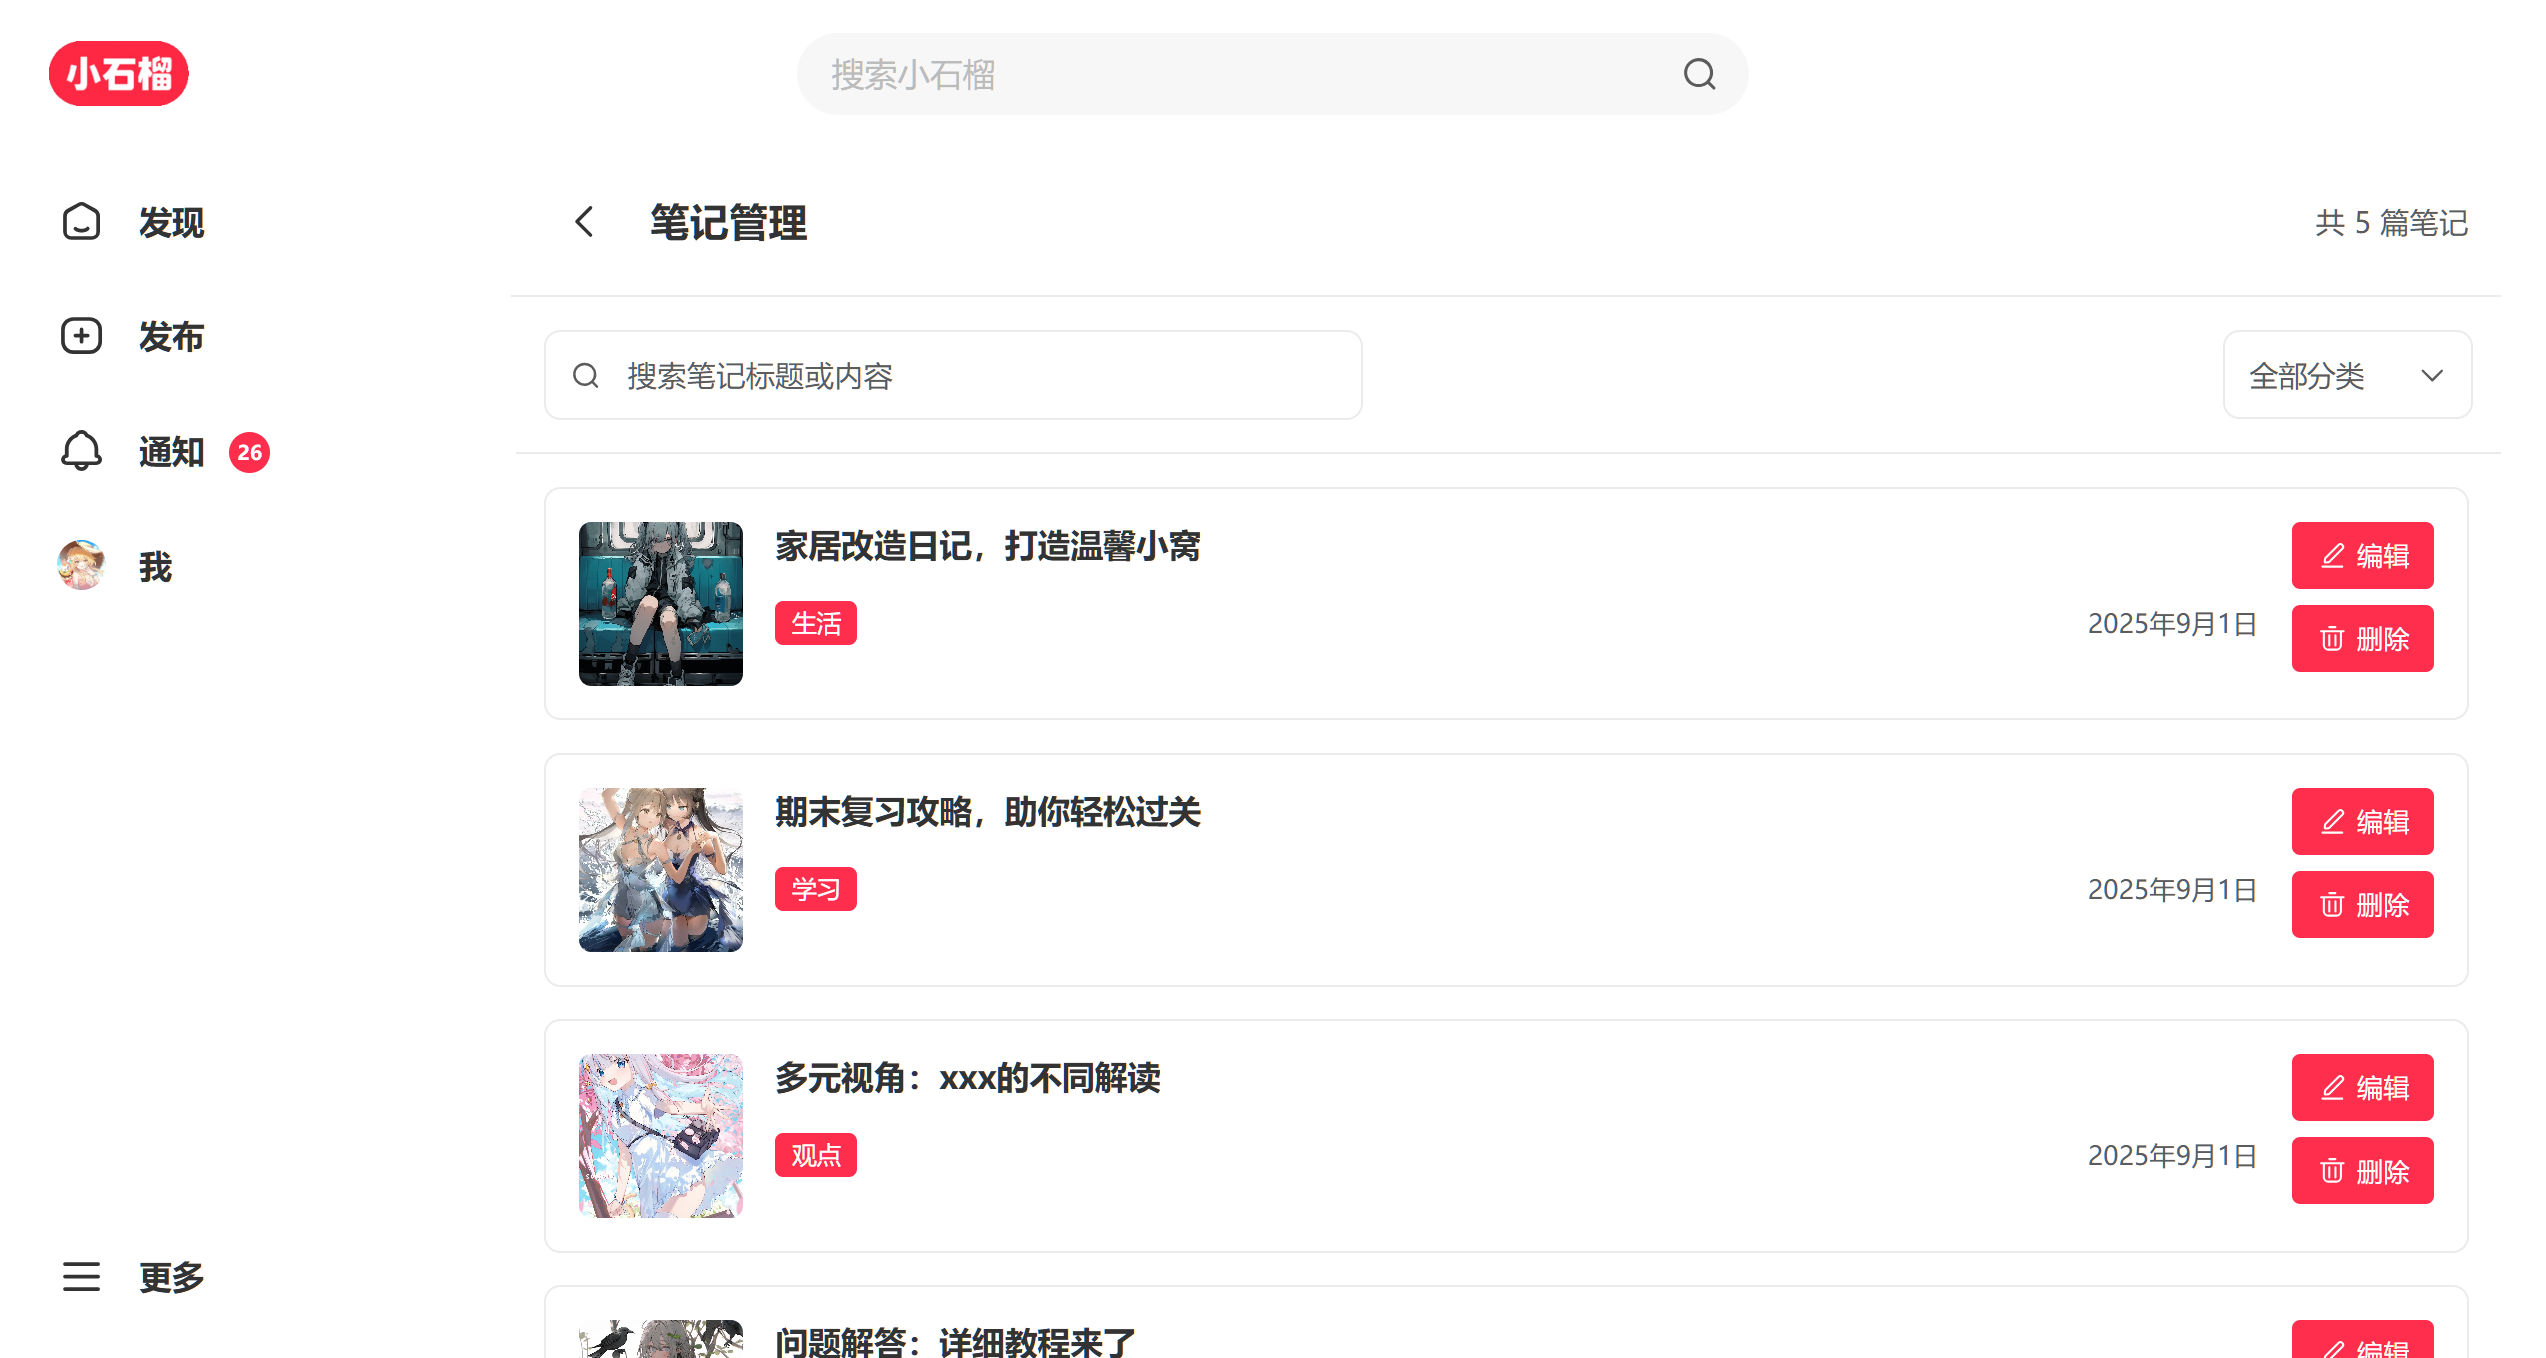 小石榴
搜索小石榴
发现
发布
通知 26
我
更多
笔记管理
共 5 篇笔记
搜索笔记标题或内容
全部分类
家居改造日记，打造温馨小窝
生活
2025年9月1日
编辑
删除
期末复习攻略，助你轻松过关
学习
2025年9月1日
编辑
删除
多元视角：xxx的不同解读
观点
2025年9月1日
编辑
删除
问题解答：详细教程来了
编辑